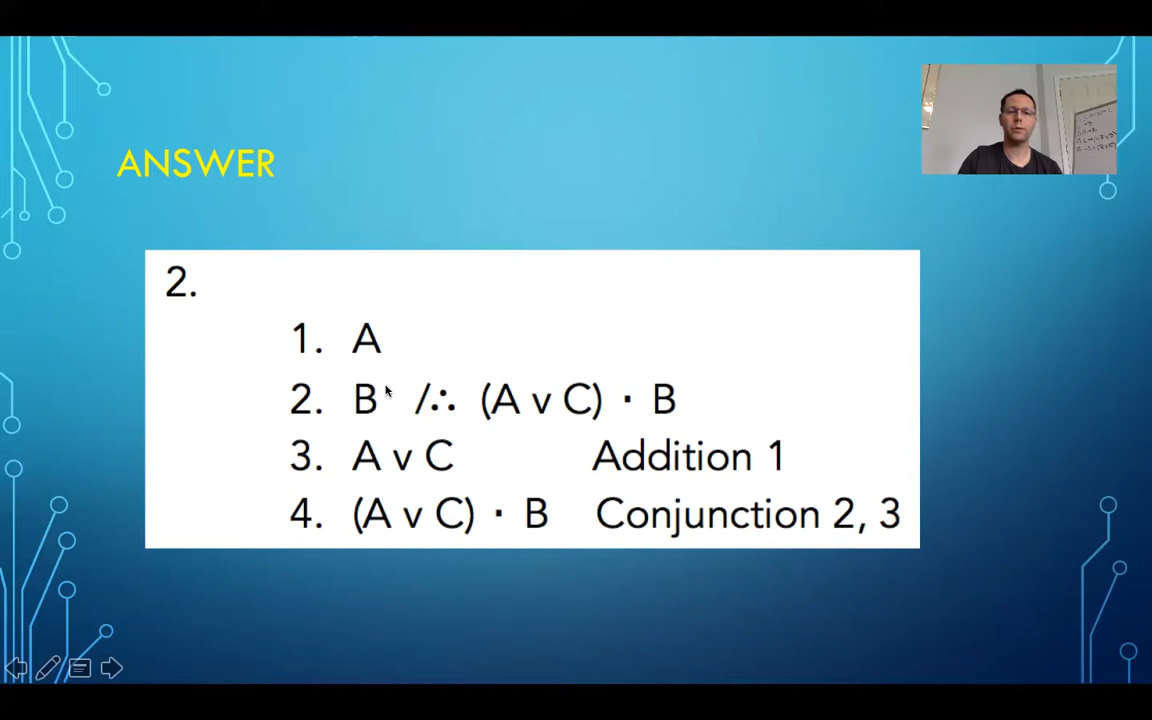 ANSWER
2.
1. A
2. B /∴ (A v C) · B
3. A v C Addition 1
4. (A v C) · B Conjunction 2, 3